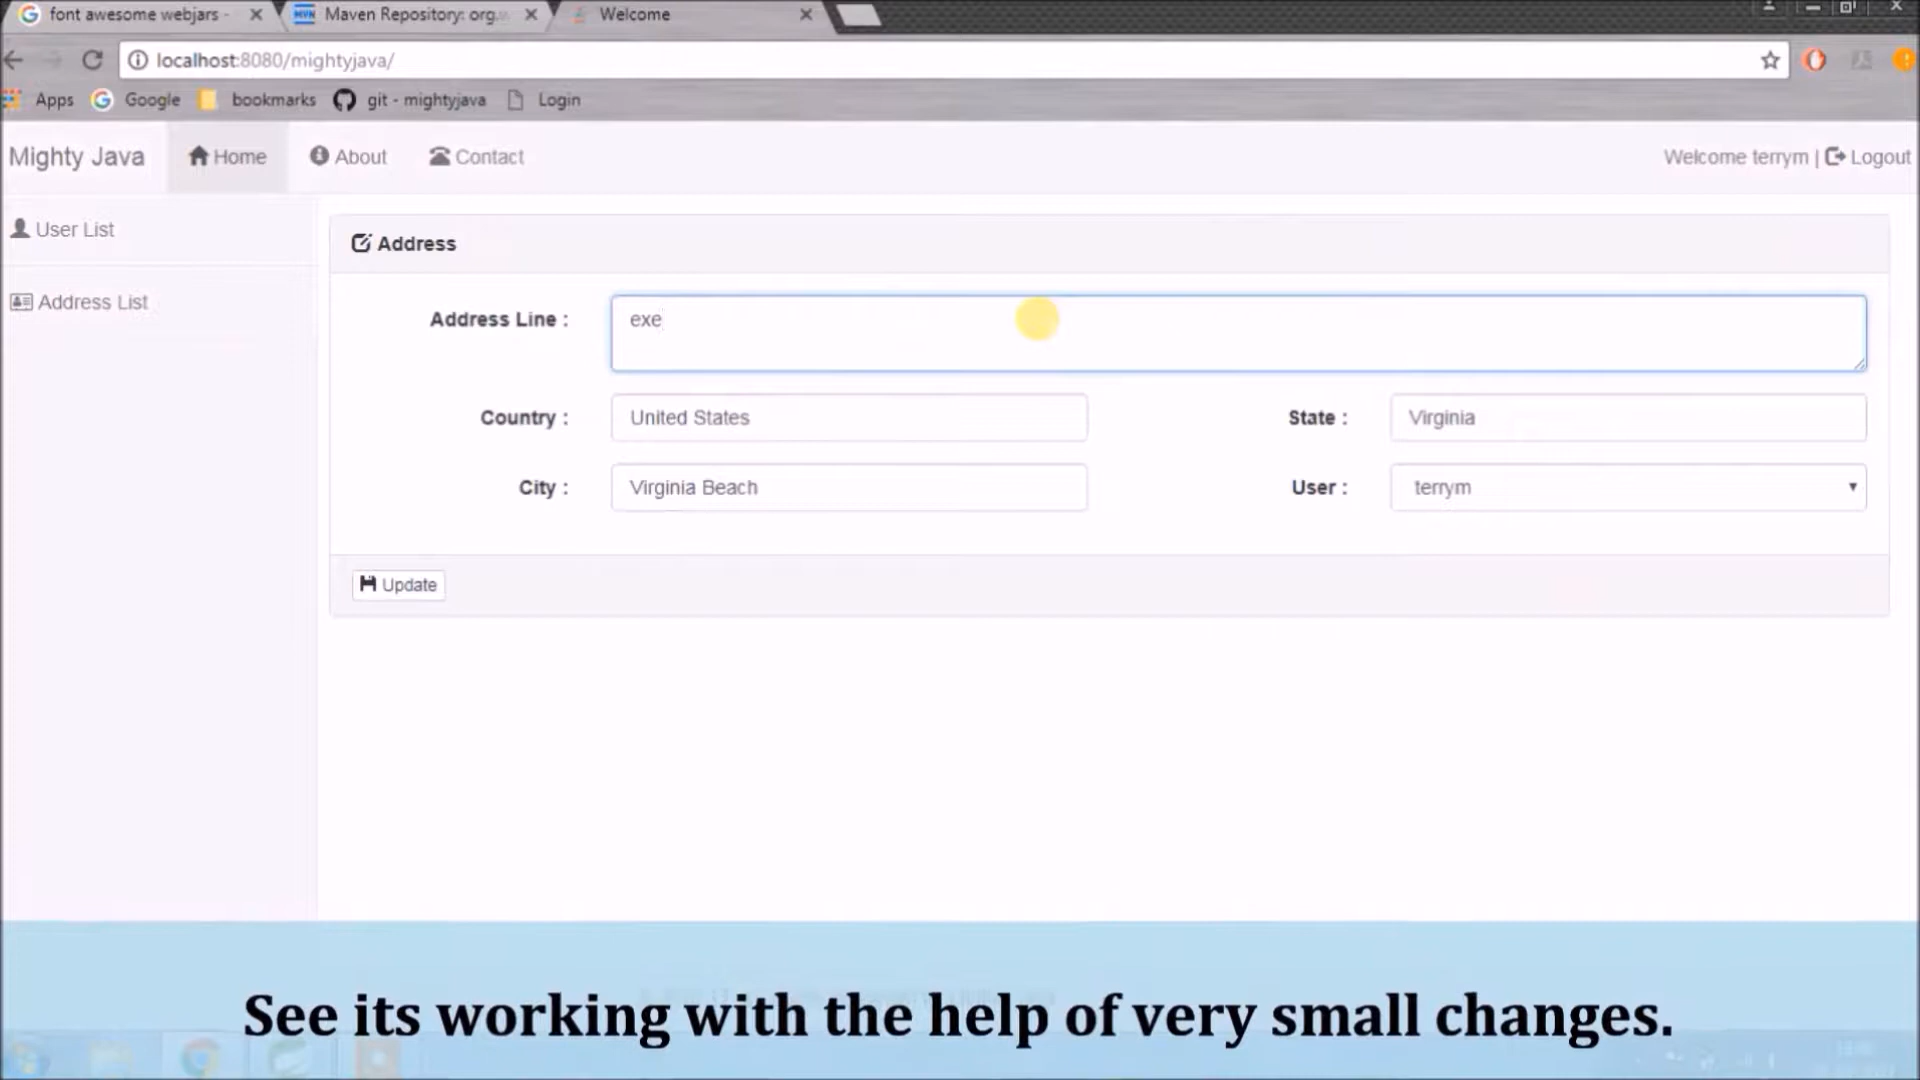 font awesome webjars -
Maven Repository: org.
Welcome
localhost:8080/mightyjava/
Apps
Google
bookmarks
git - mightyjava
Login
Mighty Java
Home
About
Contact
Welcome terrym | Logout
User List
Address List
Address
Address Line :
exe
Country :
United States
State :
Virginia
City :
Virginia Beach
User :
terrym
Update
See its working with the help of very small changes.